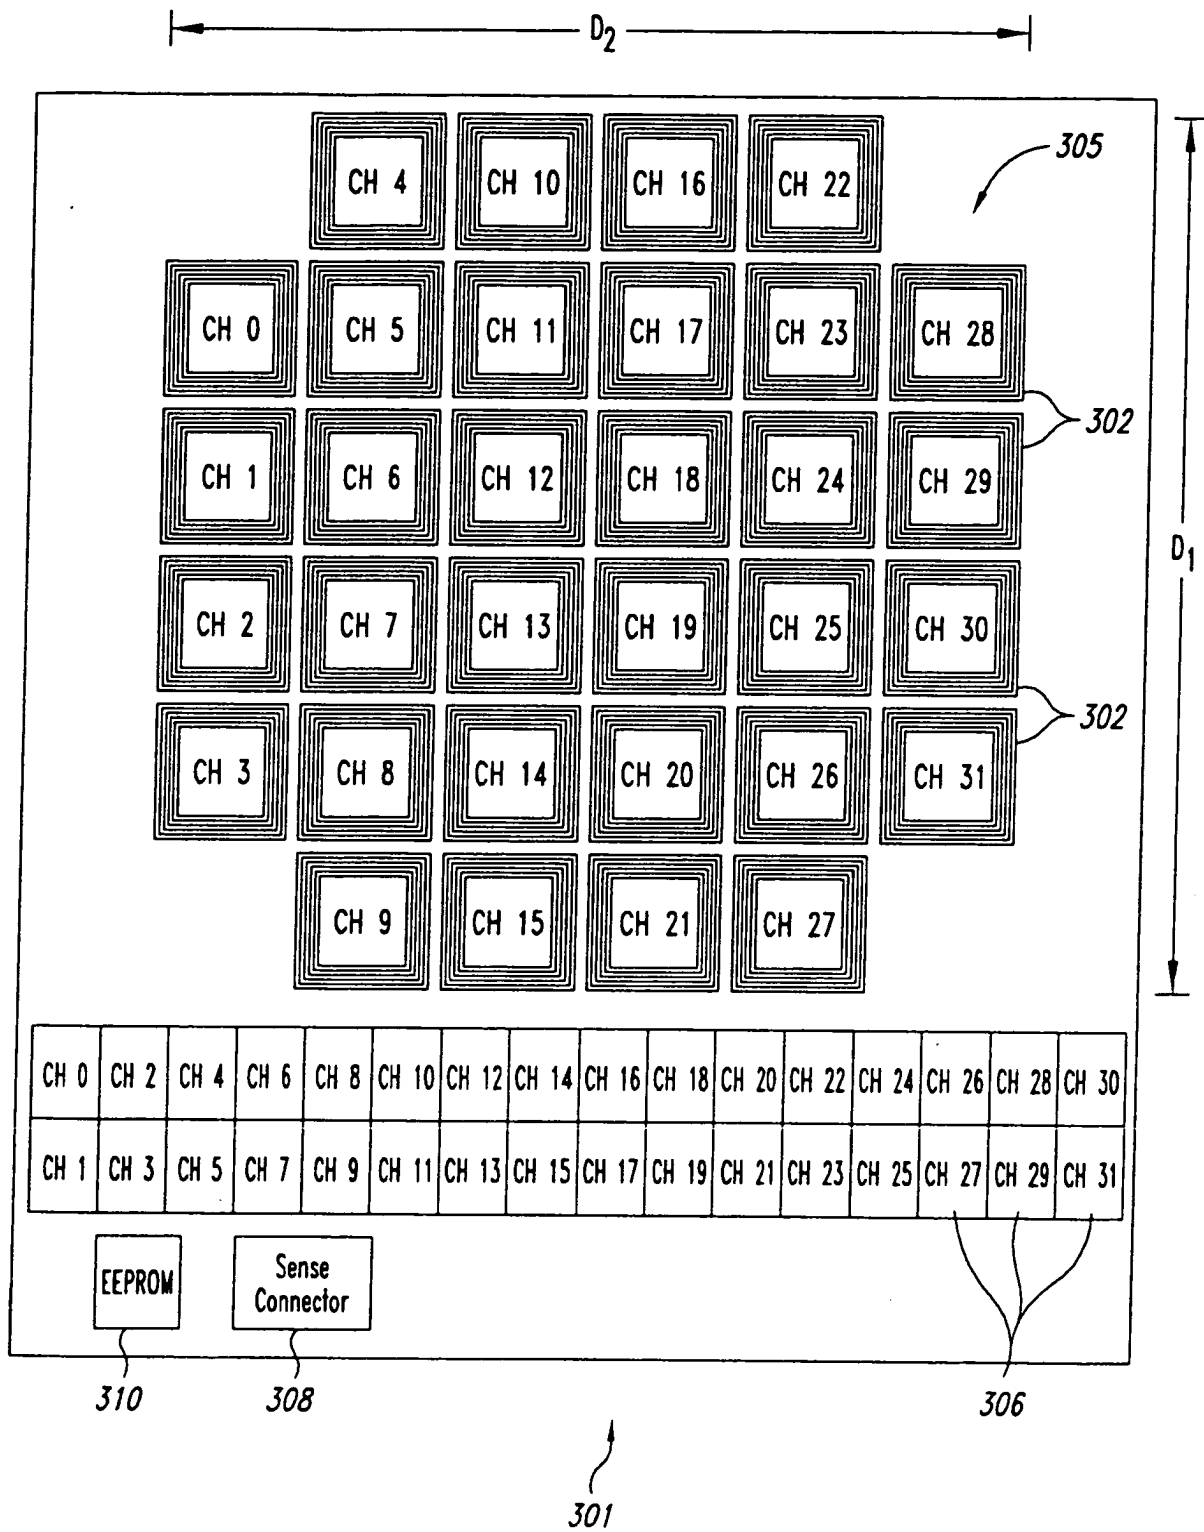 D2
305
CH 4 CH 10 CH 16 CH 22
CH 0 CH 5 CH 11 CH 17 CH 23 CH 28
302
CH 1 CH 6 CH 12 CH 18 CH 24 CH 29
D1
CH 2 CH 7 CH 13 CH 19 CH 25 CH 30
302
CH 3 CH 8 CH 14 CH 20 CH 26 CH 31
CH 9 CH 15 CH 21 CH 27
CH 0 CH 2 CH 4 CH 6 CH 8 CH 10 CH 12 CH 14 CH 16 CH 18 CH 20 CH 22 CH 24 CH 26 CH 28 CH 30
CH 1 CH 3 CH 5 CH 7 CH 9 CH 11 CH 13 CH 15 CH 17 CH 19 CH 21 CH 23 CH 25 CH 27 CH 29 CH 31
EEPROM
Sense
Connector
310
308
306
301